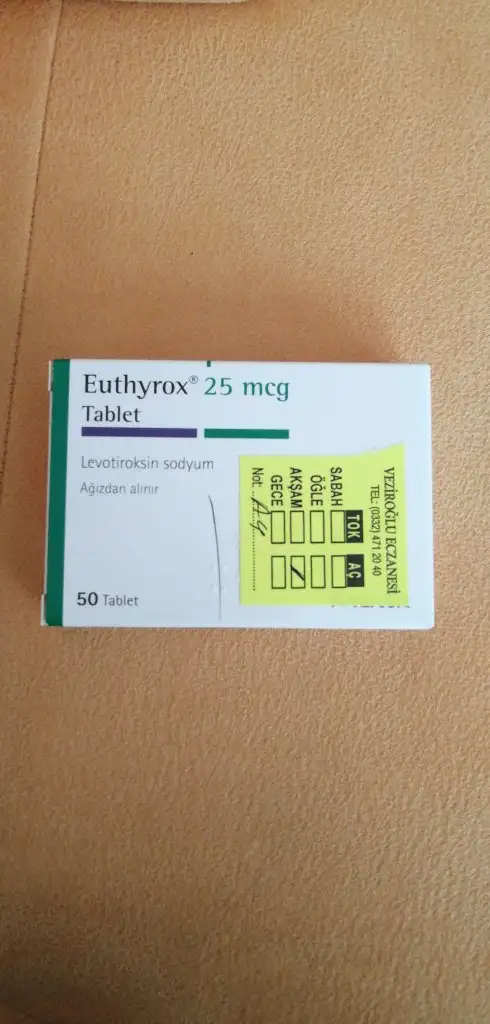 Euthyrox® 25 mcg
Tablet
Levotiroksin sodyum
Ağızdan alınır
50 Tablet
VEZİROĞLU ECZANESİ
TEL: (0332) 471 20 40
TOK AÇ
SABAH
ÖĞLE
AKŞAM
GECE
Not: